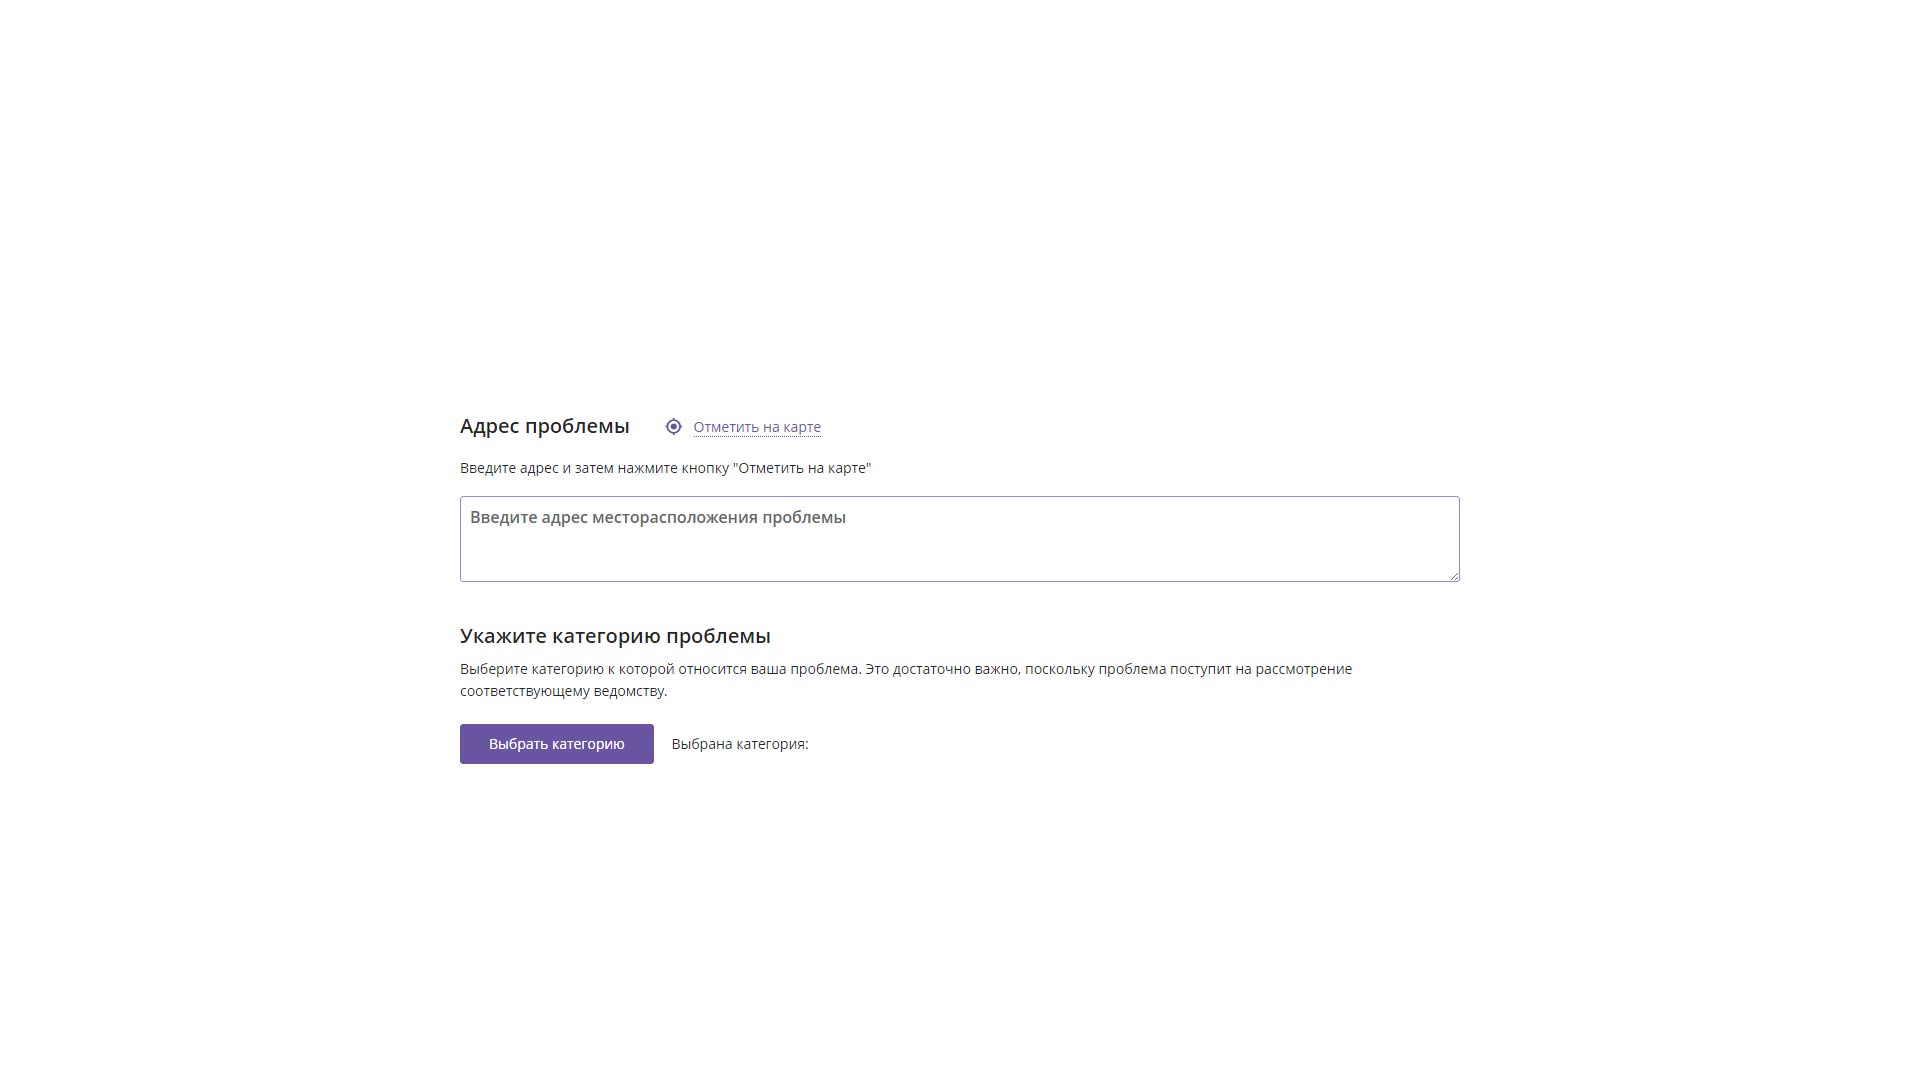 Адрес проблемы Отметить на карте
Введите адрес и затем нажмите кнопку "Отметить на карте"
Введите адрес месторасположения проблемы
Укажите категорию проблемы
Выберите категорию к которой относится ваша проблема. Это достаточно важно, поскольку проблема поступит на рассмотрение
соответствующему ведомству.
Выбрать категорию Выбрана категория: